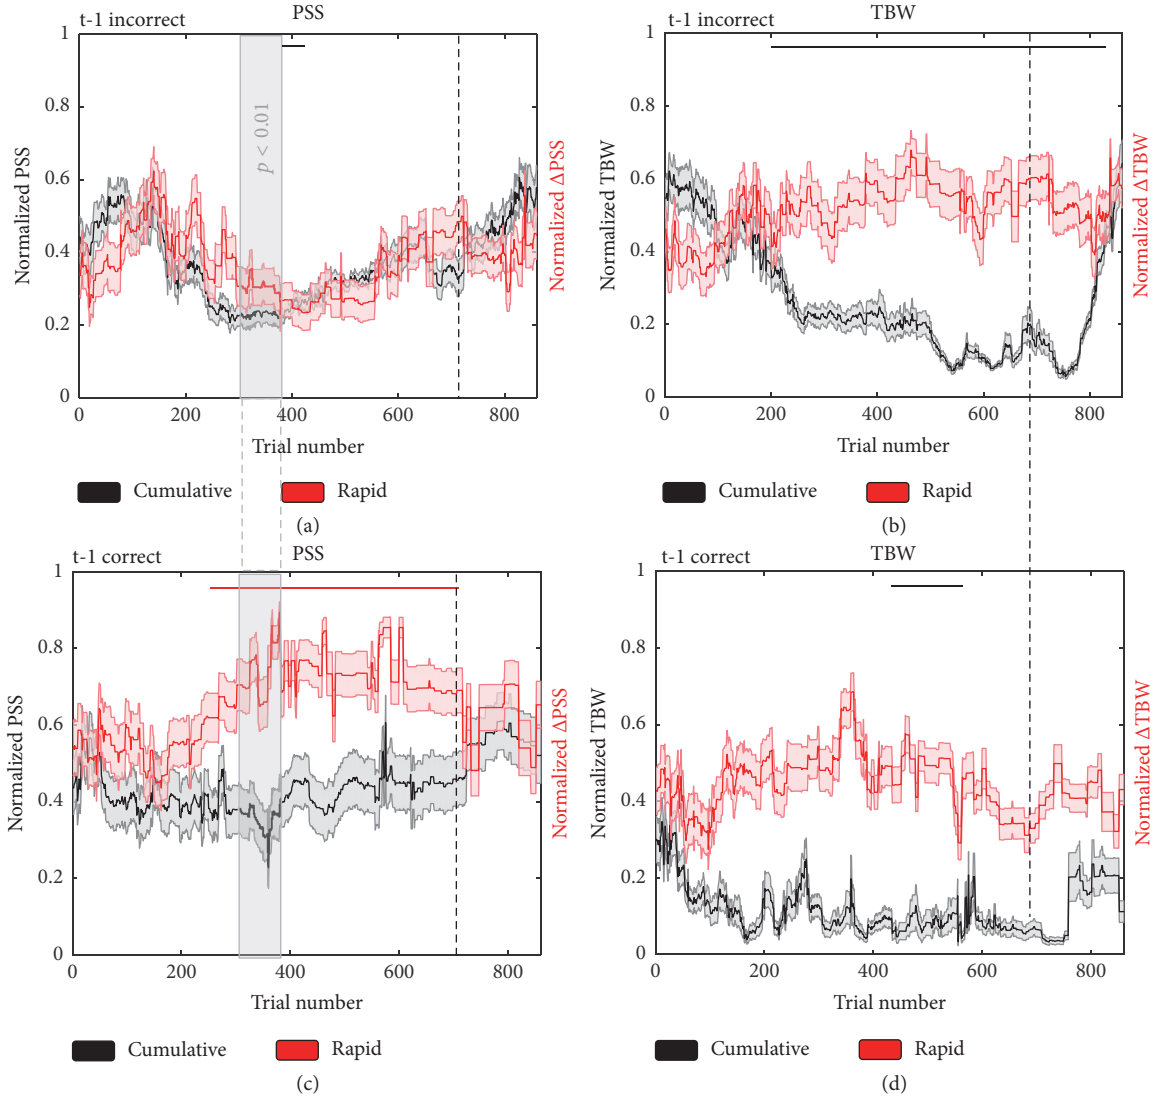 t-1 incorrect
PSS
1
0.8
0.6
0.4
0.2
0
Normalized PSS
p < 0.01
Normalized ΔPSS
0 200 400 600 800
Trial number
Cumulative Rapid
(a)
t-1 incorrect
TBW
1
0.8
0.6
0.4
0.2
0
Normalized TBW
Normalized ΔTBW
0 200 400 600 800
Trial number
Cumulative Rapid
(b)
t-1 correct
PSS
1
0.8
0.6
0.4
0.2
0
Normalized PSS
Normalized ΔPSS
0 200 400 600 800
Trial number
Cumulative Rapid
(c)
t-1 correct
TBW
1
0.8
0.6
0.4
0.2
0
Normalized TBW
Normalized ΔTBW
0 200 400 600 800
Trial number
Cumulative Rapid
(d)